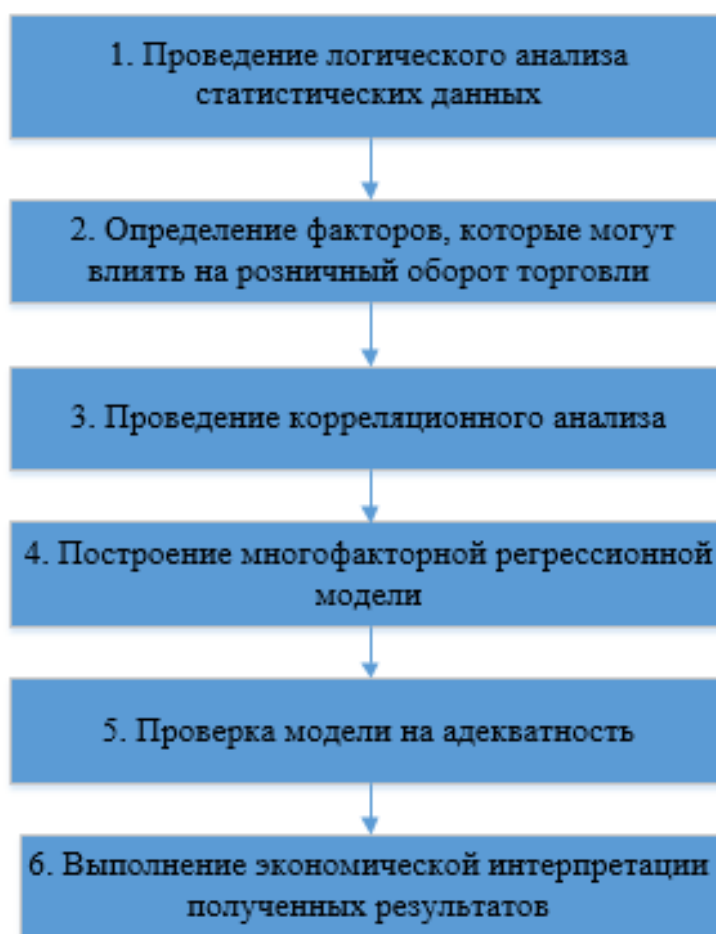 1. Проведение логического анализа
статистических данных
2. Определение факторов, которые могут
влиять на розничный оборот торговли
3. Проведение корреляционного анализа
4. Построение многофакторной регрессионной
модели
5. Проверка модели на адекватность
6. Выполнение экономической интерпретации
полученных результатов